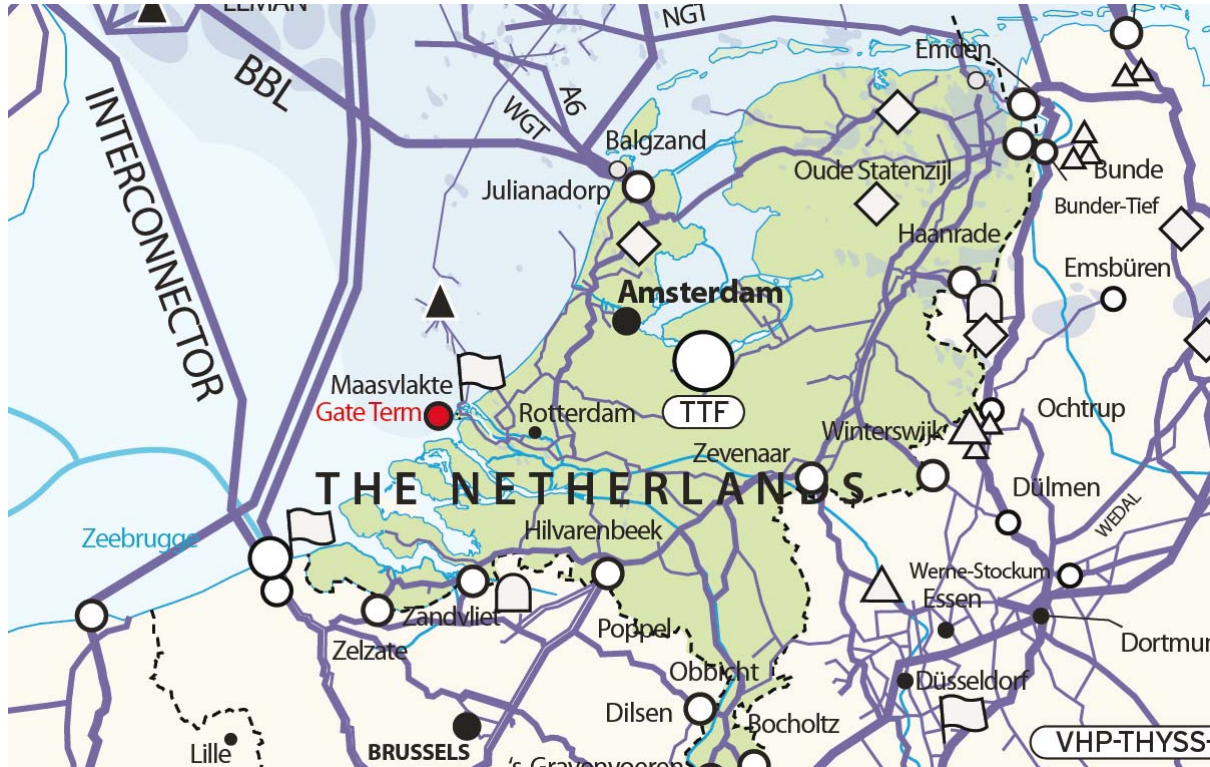 LEMAN
NGT
BBL
Emden
INTERCONNECTOR
A6
WGT
Balgzand
Julianadorp
Oude Statenzijl
Bunde
Bunder-Tief
Haanrade
Emsbüren
Amsterdam
Maasvlakte
Gate Term
TTF
Rotterdam
Ochtrup
Winterswijk
Zevenaar
THE NETHERLANDS
Dülmen
WEDAL
Hilvarenbeek
Zeebrugge
Werne-Stockum
Essen
Zandvliet
Poppel
Zelzate
Dortmun
Obbicht
Düsseldorf
Dilsen
Bocholtz
Lille
BRUSSELS
VHP-THYSS-
's Gravenvoeren